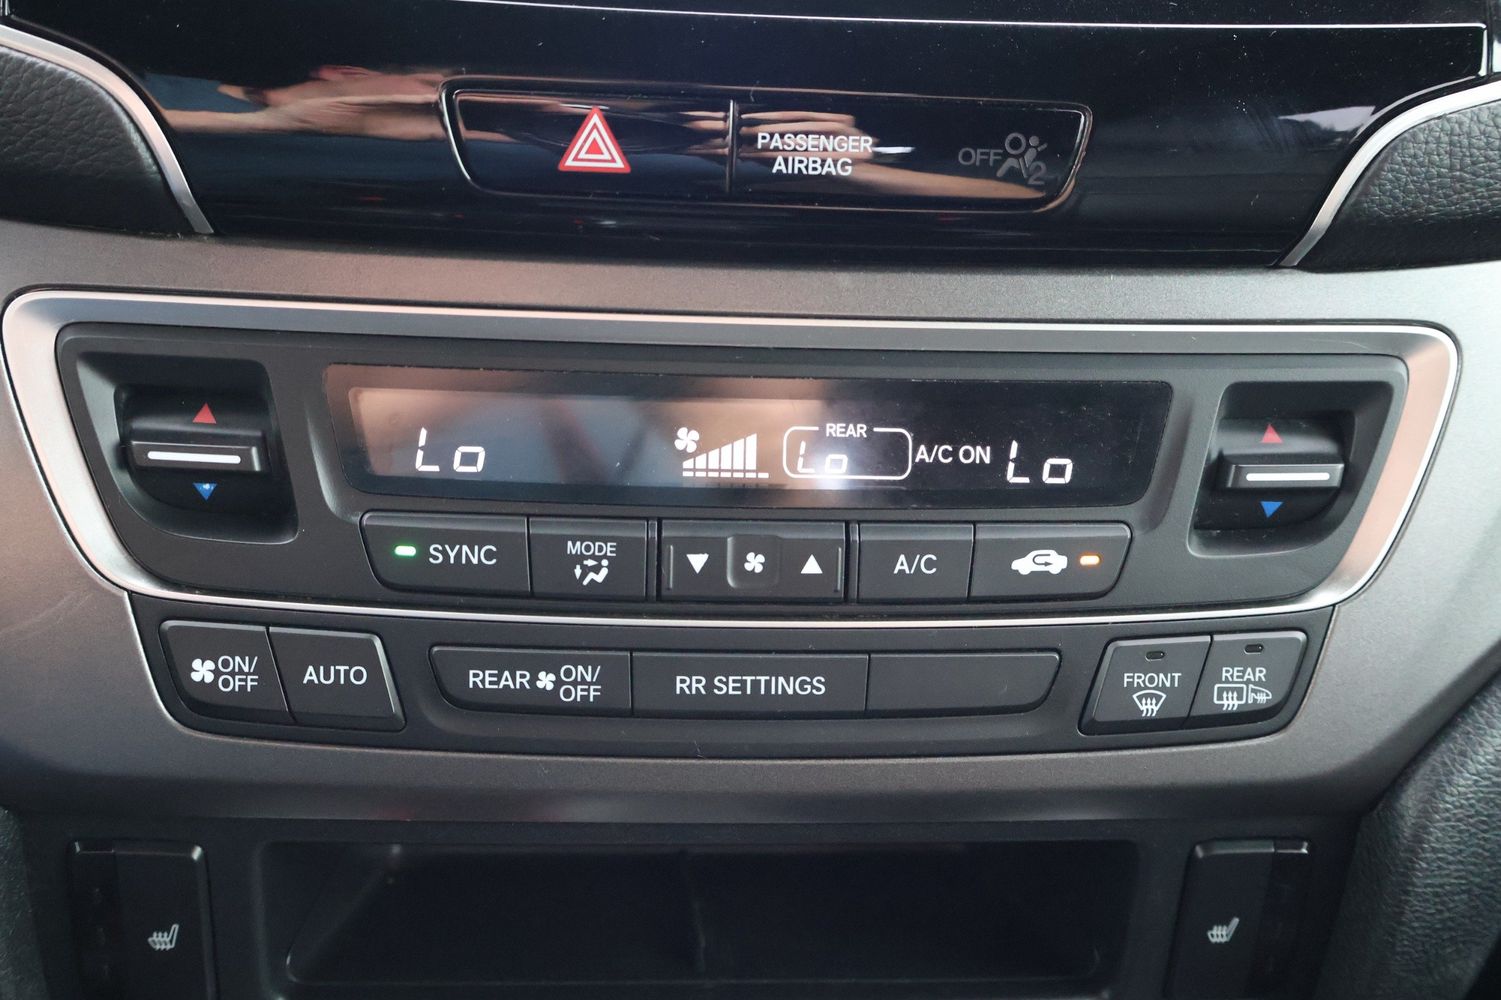 PASSENGER
AIRBAG
OFF
2
Lo
REAR
Lo
A/C ON
Lo
SYNC
MODE
A/C
ON/
OFF
AUTO
REAR
ON/
OFF
RR SETTINGS
FRONT
REAR